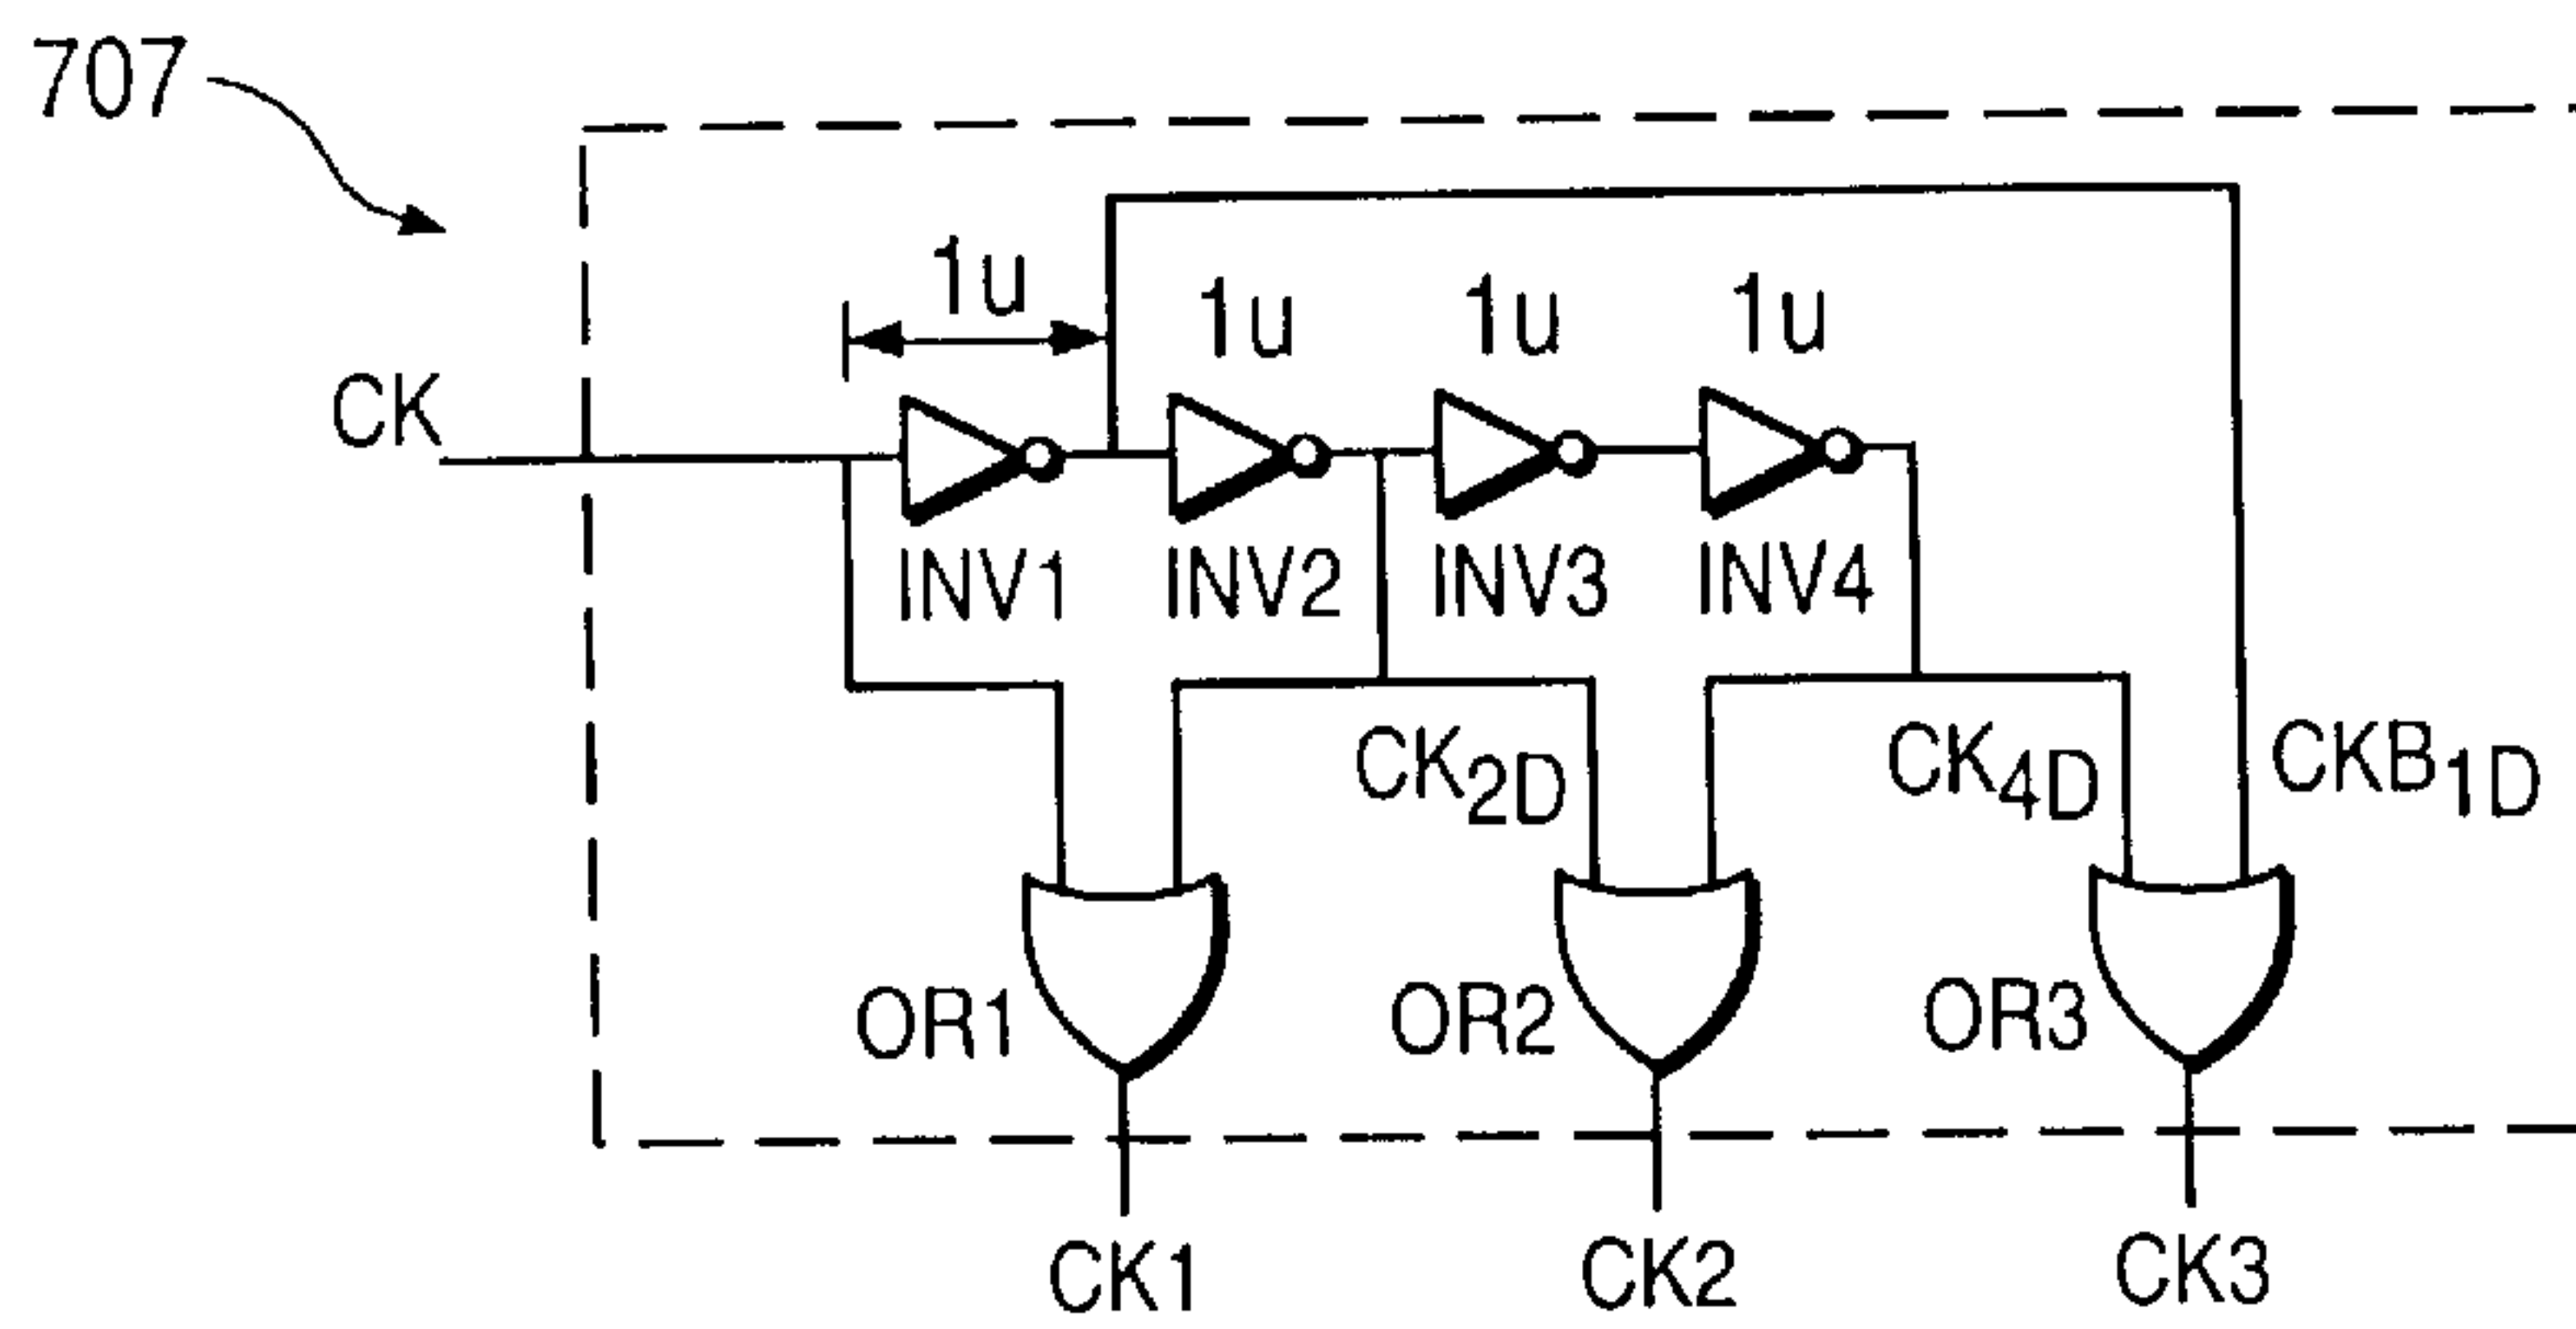 707
1u
1u 1u 1u
CK
INV1 INV2 INV3 INV4
CK2D CK4D CKB1D
OR1 OR2 OR3
CK1 CK2 CK3